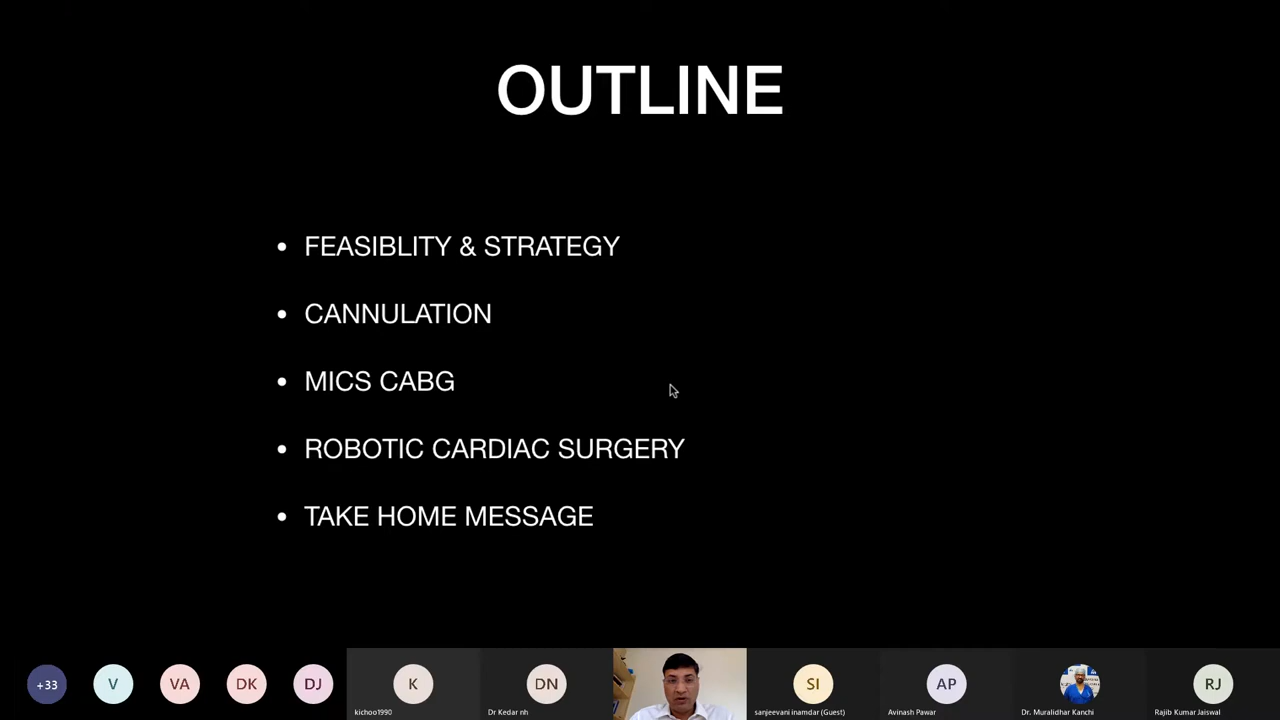 OUTLINE
• FEASIBLITY & STRATEGY
• CANNULATION
• MICS CABG
• ROBOTIC CARDIAC SURGERY
• TAKE HOME MESSAGE
+33 V VA DK DJ K DN SI AP RJ
kichoo1990 Dr Kedar nh sanjeevani inamdar (Guest) Avinash Pawar Dr. Muralidhar Kanchi Rajib Kumar Jaiswal